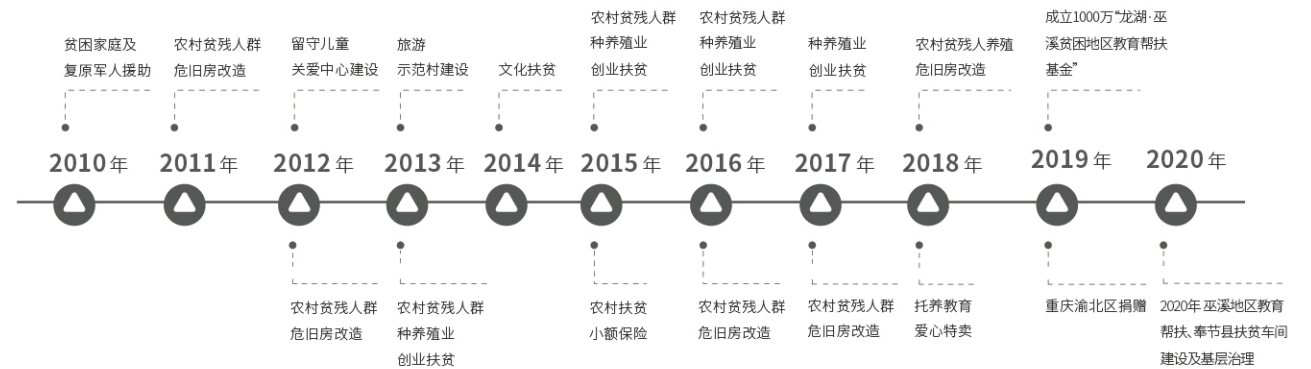 贫困家庭及
复原军人援助
农村贫残人群
危旧房改造
留守儿童
关爱中心建设
旅游
示范村建设
文化扶贫
农村贫残人群
种养殖业
创业扶贫
农村贫残人群
种养殖业
创业扶贫
种养殖业
创业扶贫
农村贫残人养殖
危旧房改造
成立1000万“龙湖·巫
溪贫困地区教育帮扶
基金”
2010年
2011年
2012年
2013年
2014年
2015年
2016年
2017年
2018年
2019年
2020年
农村贫残人群
危旧房改造
农村贫残人群
种养殖业
创业扶贫
农村扶贫
小额保险
农村贫残人群
危旧房改造
农村贫残人群
危旧房改造
托养教育
爱心特卖
重庆渝北区捐赠
2020年巫溪地区教育
帮扶、奉节县扶贫车间
建设及基层治理